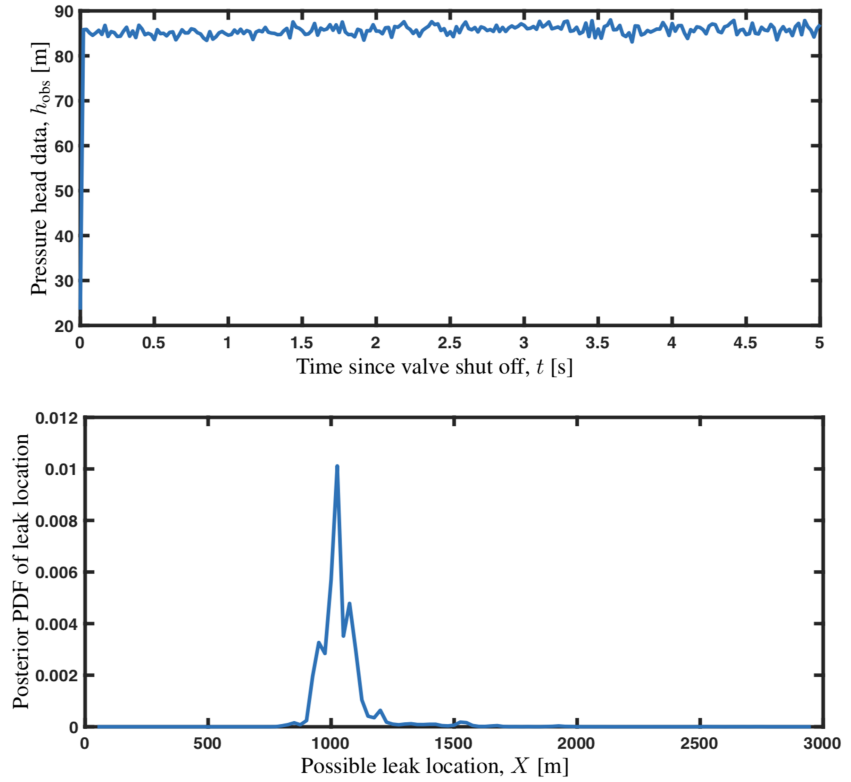 90
80
70
60
50
40
30
20
Pressure head data, h_obs [m]
0 0.5 1 1.5 2 2.5 3 3.5 4 4.5 5
Time since valve shut off, t [s]
0.012
0.01
0.008
0.006
0.004
0.002
0
Posterior PDF of leak location
0 500 1000 1500 2000 2500 3000
Possible leak location, X [m]